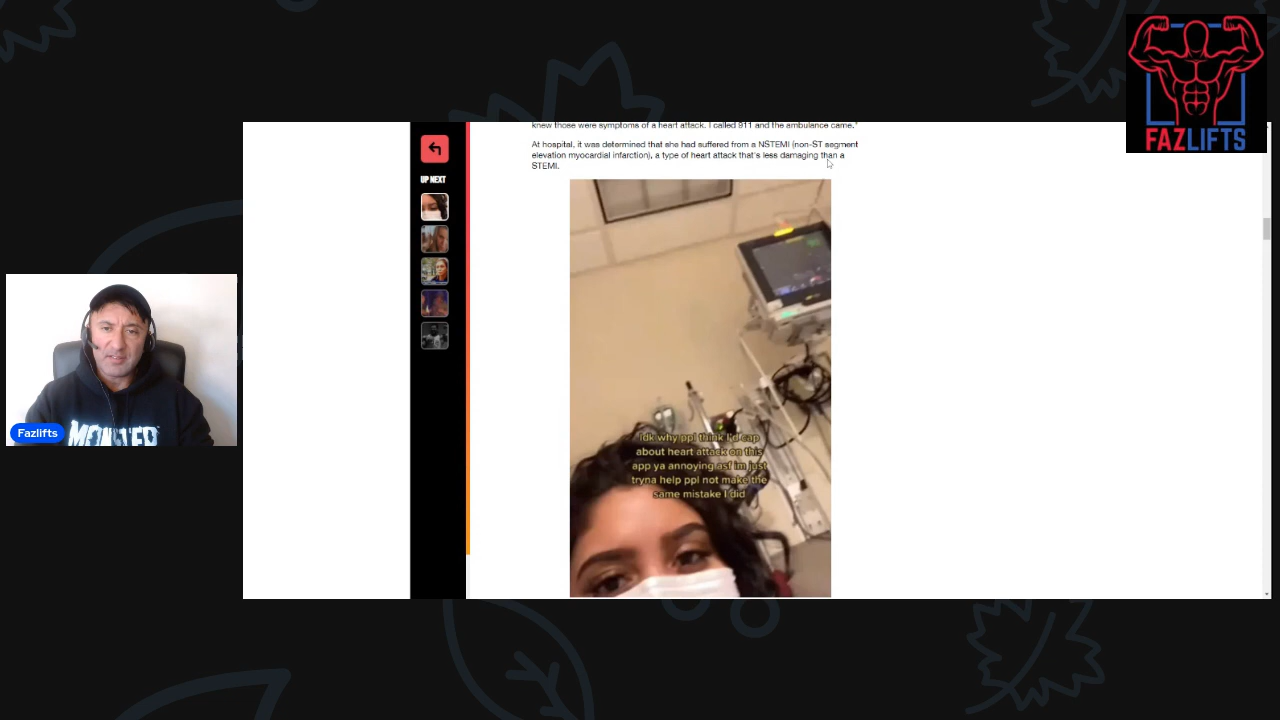 FAZLIFTS
knew those were symptoms of a heart attack. I called 911 and the ambulance came."
At hospital, it was determined that she had suffered from a NSTEMI (non-ST segment
elevation myocardial infarction), a type of heart attack that's less damaging than a
STEMI.
UP NEXT
idk why ppl think I'd cap
about heart attack on this
app ya annoying asf im just
tryna help ppl not make the
same mistake I did
MONSTER
Fazlifts